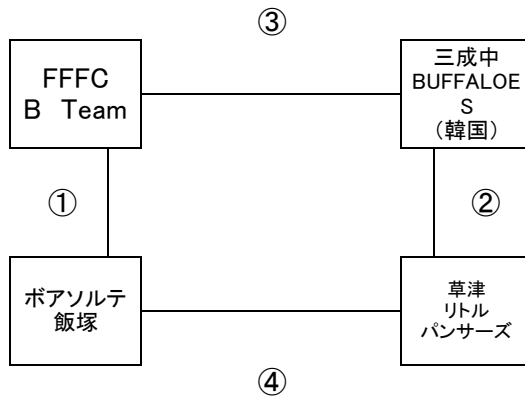 ③
FFFC
B Team
三成中
BUFFALOE
S
（韓国）
①
②
ボアソルテ
飯塚
草津
リトル
パンサーズ
④